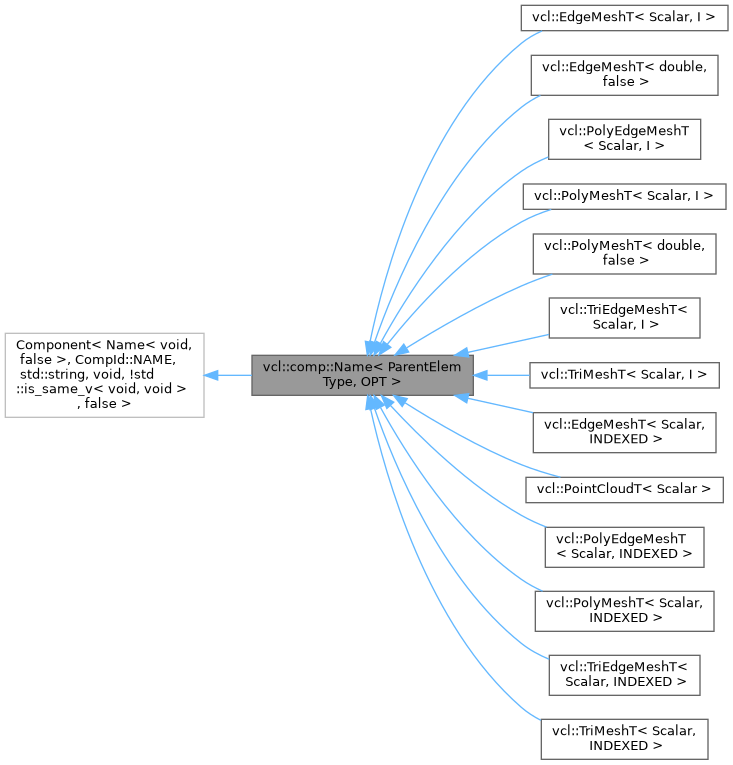 vcl::EdgeMeshT< Scalar, I >
vcl::EdgeMeshT< double,
false >
vcl::PolyEdgeMeshT
< Scalar, I >
vcl::PolyMeshT< Scalar, I >
vcl::PolyMeshT< double,
false >
vcl::TriEdgeMeshT<
Scalar, I >
Component< Name< void,
false >, CompId::NAME,
std::string, void, !std
::is_same_v< void, void >
, false >
vcl::comp::Name< ParentElem
Type, OPT >
vcl::TriMeshT< Scalar, I >
vcl::EdgeMeshT< Scalar,
INDEXED >
vcl::PointCloudT< Scalar >
vcl::PolyEdgeMeshT
< Scalar, INDEXED >
vcl::PolyMeshT< Scalar,
INDEXED >
vcl::TriEdgeMeshT<
Scalar, INDEXED >
vcl::TriMeshT< Scalar,
INDEXED >